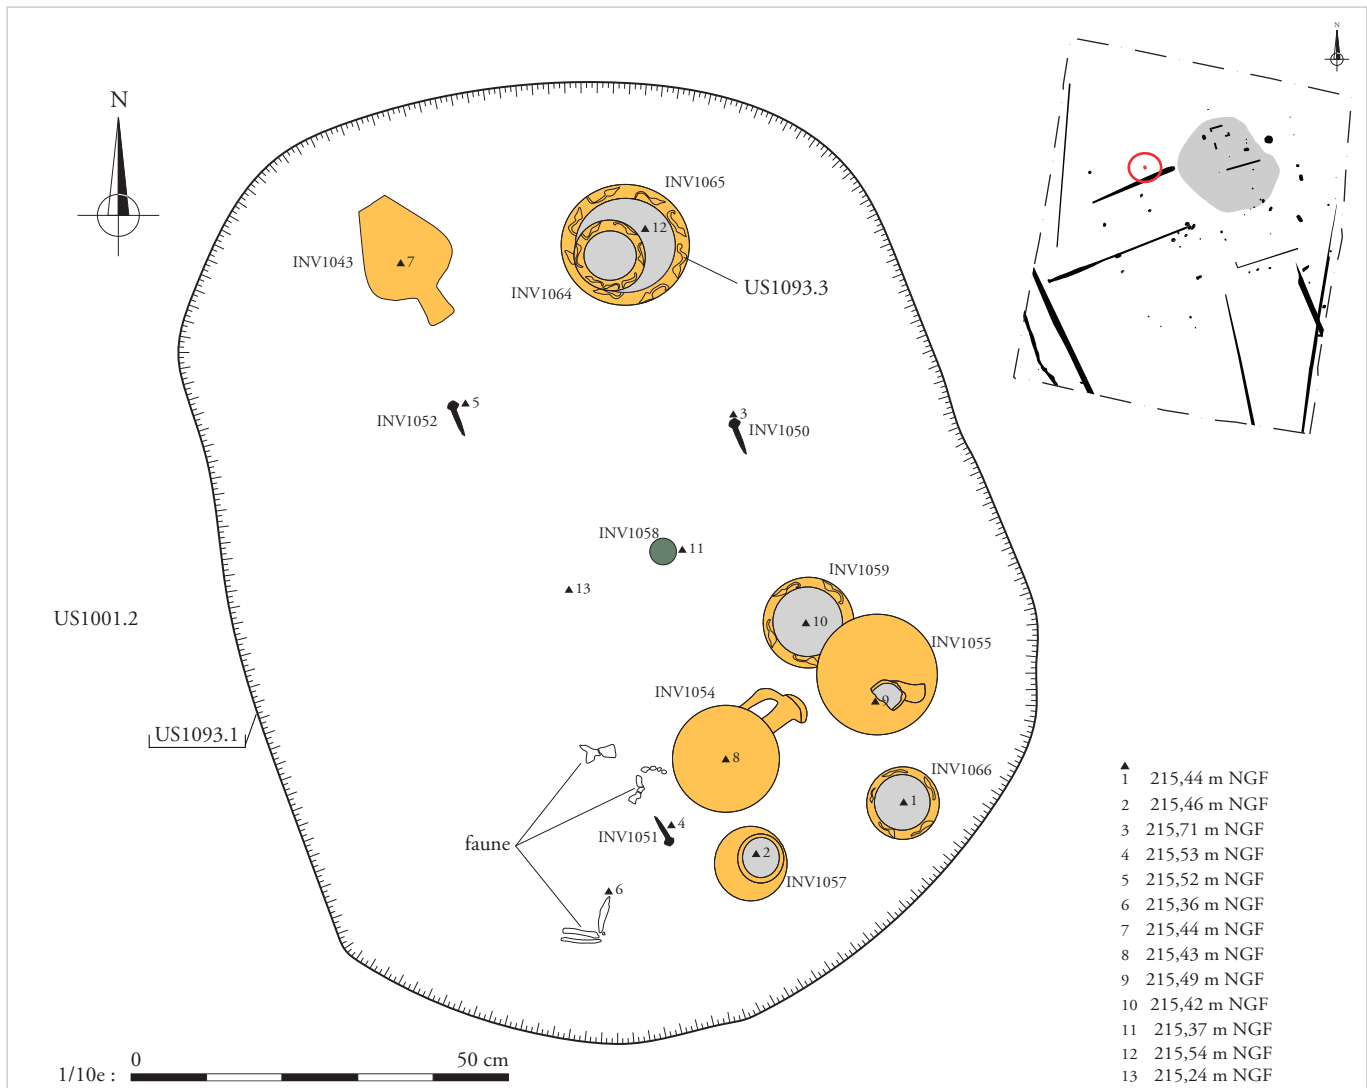 N
N
INV1065
12
INV1043
7
INV1064
US1093.3
5
INV1052
3
INV1050
INV1058
11
13
INV1059
US1001.2
10
INV1055
INV1054
9
US1093.1
8
INV1066
1
4
INV1051
faune
2
INV1057
6
1 215,44 m NGF
2 215,46 m NGF
3 215,71 m NGF
4 215,53 m NGF
5 215,52 m NGF
6 215,36 m NGF
7 215,44 m NGF
8 215,43 m NGF
9 215,49 m NGF
10 215,42 m NGF
11 215,37 m NGF
12 215,54 m NGF
13 215,24 m NGF
0 50 cm
1/10e :